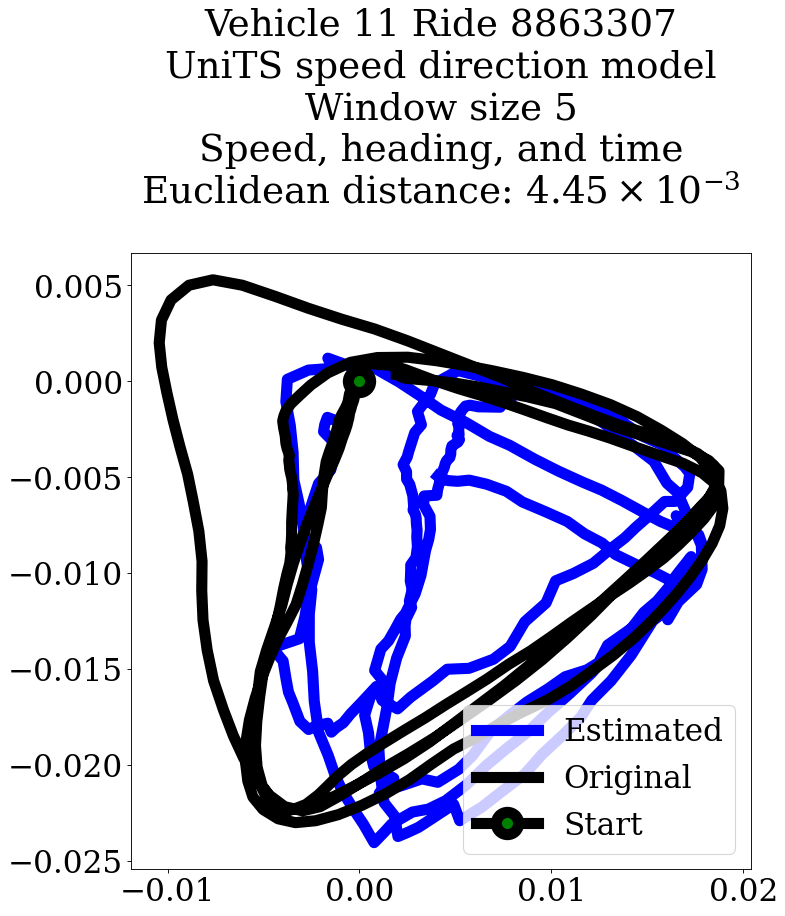 Vehicle 11 Ride 8863307
UniTS speed direction model
Window size 5
Speed, heading, and time
Euclidean distance: 4.45 × 10⁻³
0.005
0.000
−0.005
−0.010
−0.015
−0.020
−0.025
−0.01 0.00 0.01 0.02
Estimated
Original
Start